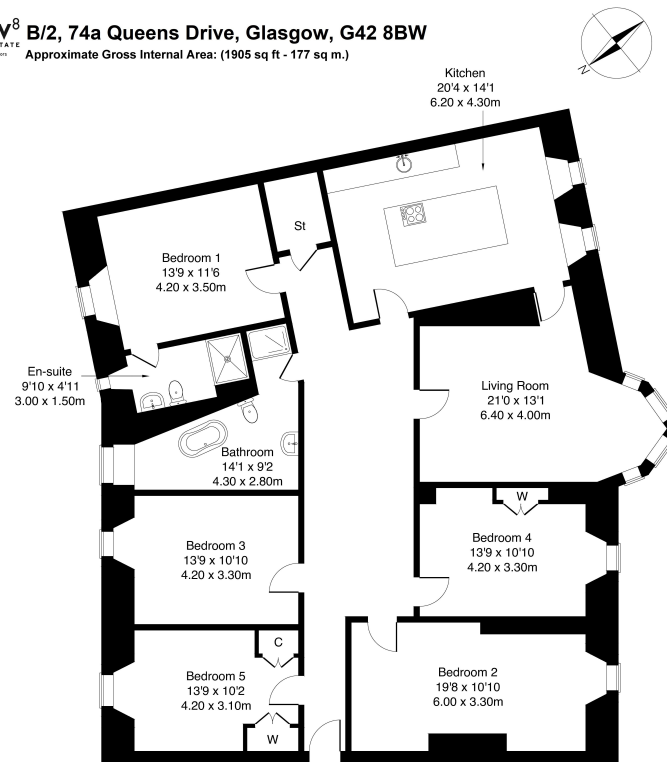 8
B/2, 74a Queens Drive, Glasgow, G42 8BW
Approximate Gross Internal Area: (1905 sq ft - 177 sq m.)
N
Kitchen
20'4 x 14'1
6.20 x 4.30m
St
Bedroom 1
13'9 x 11'6
4.20 x 3.50m
En-suite
9'10 x 4'11
3.00 x 1.50m
Living Room
21'0 x 13'1
6.40 x 4.00m
Bathroom
14'1 x 9'2
4.30 x 2.80m
W
Bedroom 3
13'9 x 10'10
4.20 x 3.30m
Bedroom 4
13'9 x 10'10
4.20 x 3.30m
C
Bedroom 5
13'9 x 10'2
4.20 x 3.10m
W
Bedroom 2
19'8 x 10'10
6.00 x 3.30m